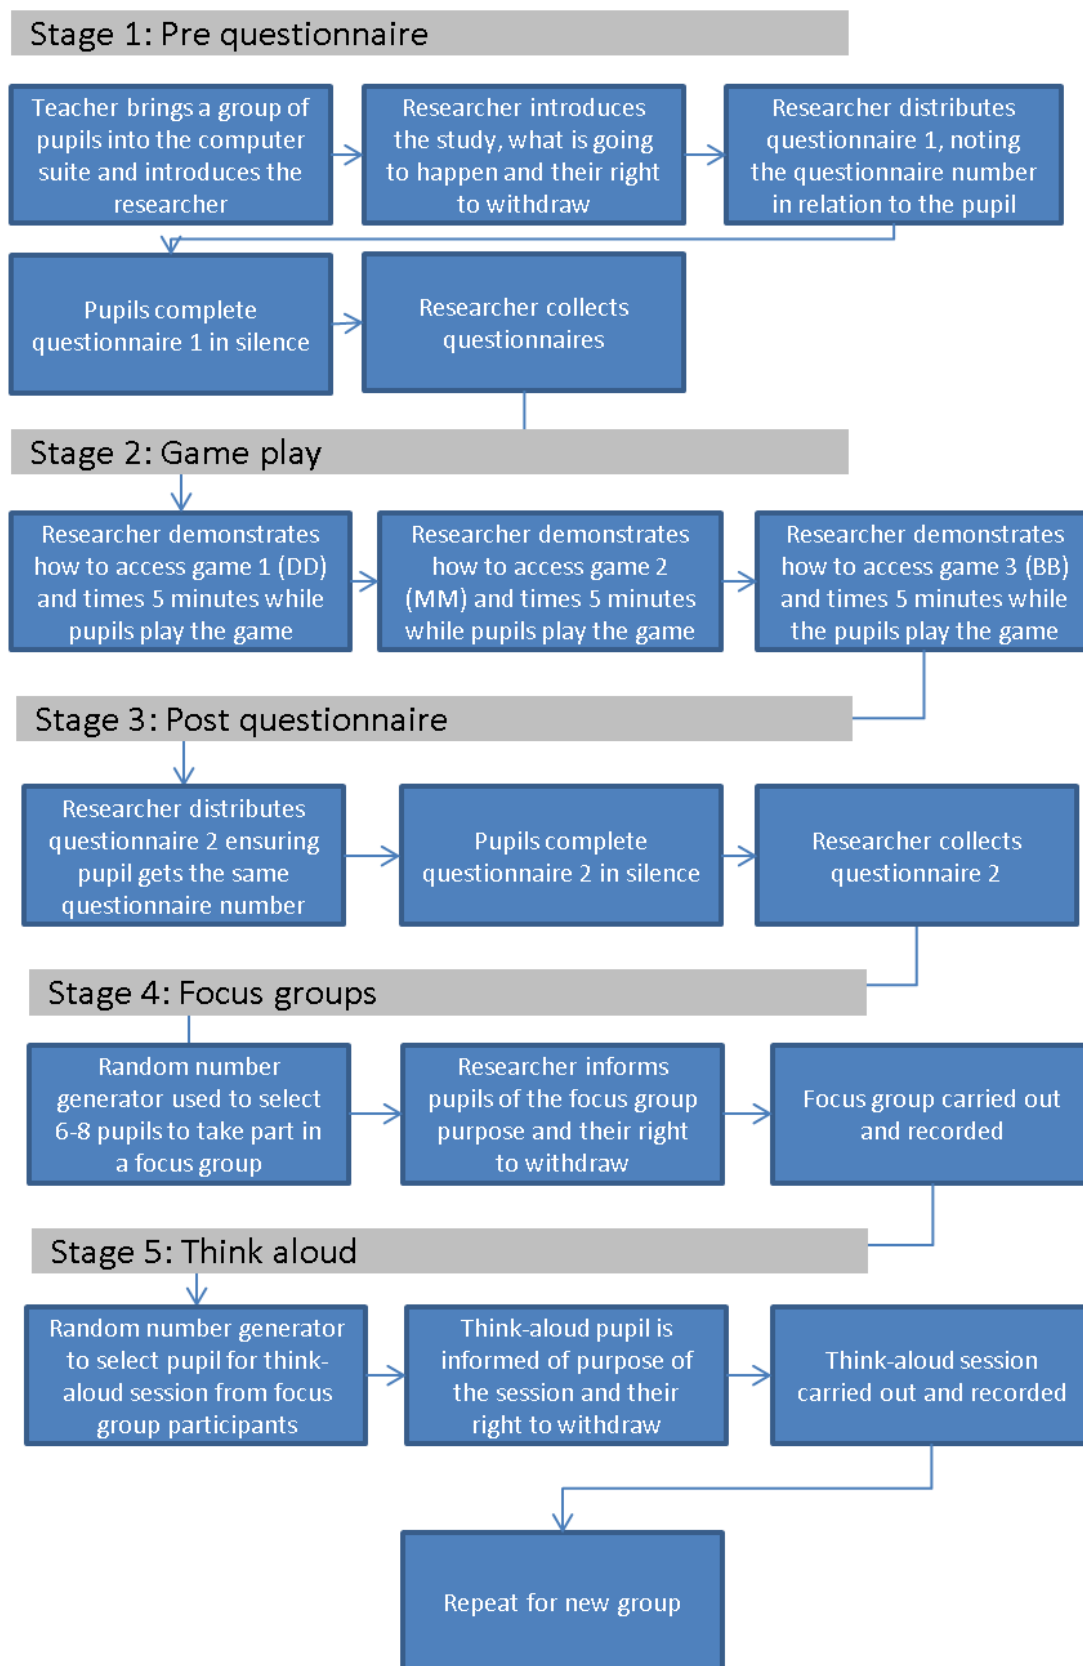 Stage 1: Pre questionnaire
Teacher brings a group of
pupils into the computer
suite and introduces the
researcher
Researcher introduces
the study, what is going
to happen and their right
to withdraw
Researcher distributes
questionnaire 1, noting
the questionnaire number
in relation to the pupil
Pupils complete
questionnaire 1 in silence
Researcher collects
questionnaires
Stage 2: Game play
Researcher demonstrates
how to access game 1 (DD)
and times 5 minutes while
pupils play the game
Researcher demonstrates
how to access game 2
(MM) and times 5 minutes
while pupils play the game
Researcher demonstrates
how to access game 3 (BB)
and times 5 minutes while
the pupils play the game
Stage 3: Post questionnaire
Researcher distributes
questionnaire 2 ensuring
pupil gets the same
questionnaire number
Pupils complete
questionnaire 2 in silence
Researcher collects
questionnaire 2
Stage 4: Focus groups
Random number
generator used to select
6-8 pupils to take part in
a focus group
Researcher informs
pupils of the focus group
purpose and their right
to withdraw
Focus group carried out
and recorded
Stage 5: Think aloud
Random number generator
to select pupil for think-
aloud session from focus
group participants
Think-aloud pupil is
informed of purpose of
the session and their
right to withdraw
Think-aloud session
carried out and recorded
Repeat for new group